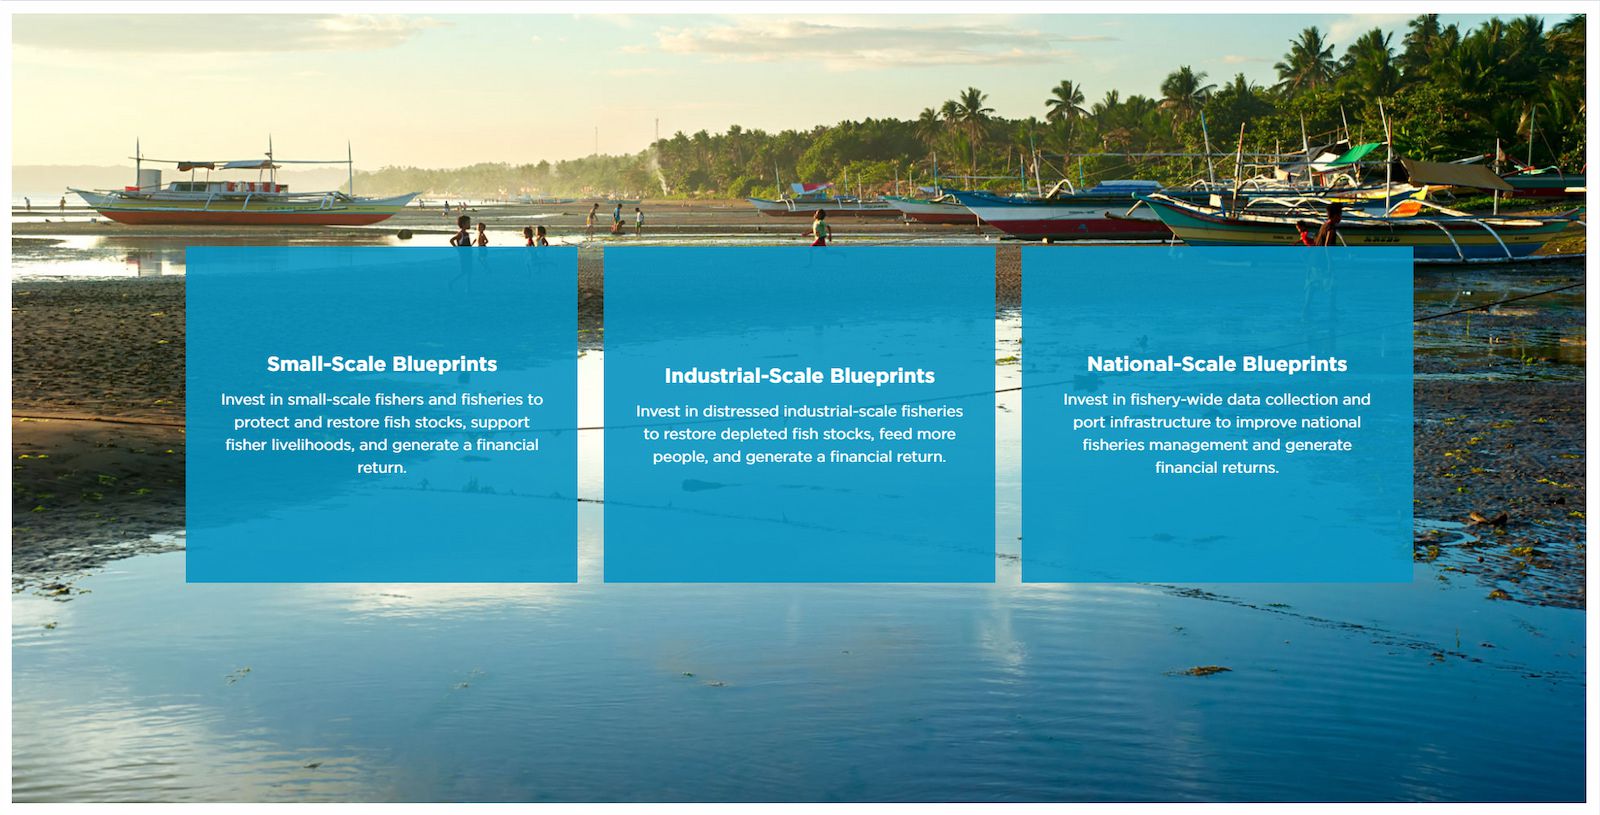 Small-Scale Blueprints
Invest in small-scale fishers and fisheries to
protect and restore fish stocks, support
fisher livelihoods, and generate a financial
return.
Industrial-Scale Blueprints
Invest in distressed industrial-scale fisheries
to restore depleted fish stocks, feed more
people, and generate a financial return.
National-Scale Blueprints
Invest in fishery-wide data collection and
port infrastructure to improve national
fisheries management and generate
financial returns.